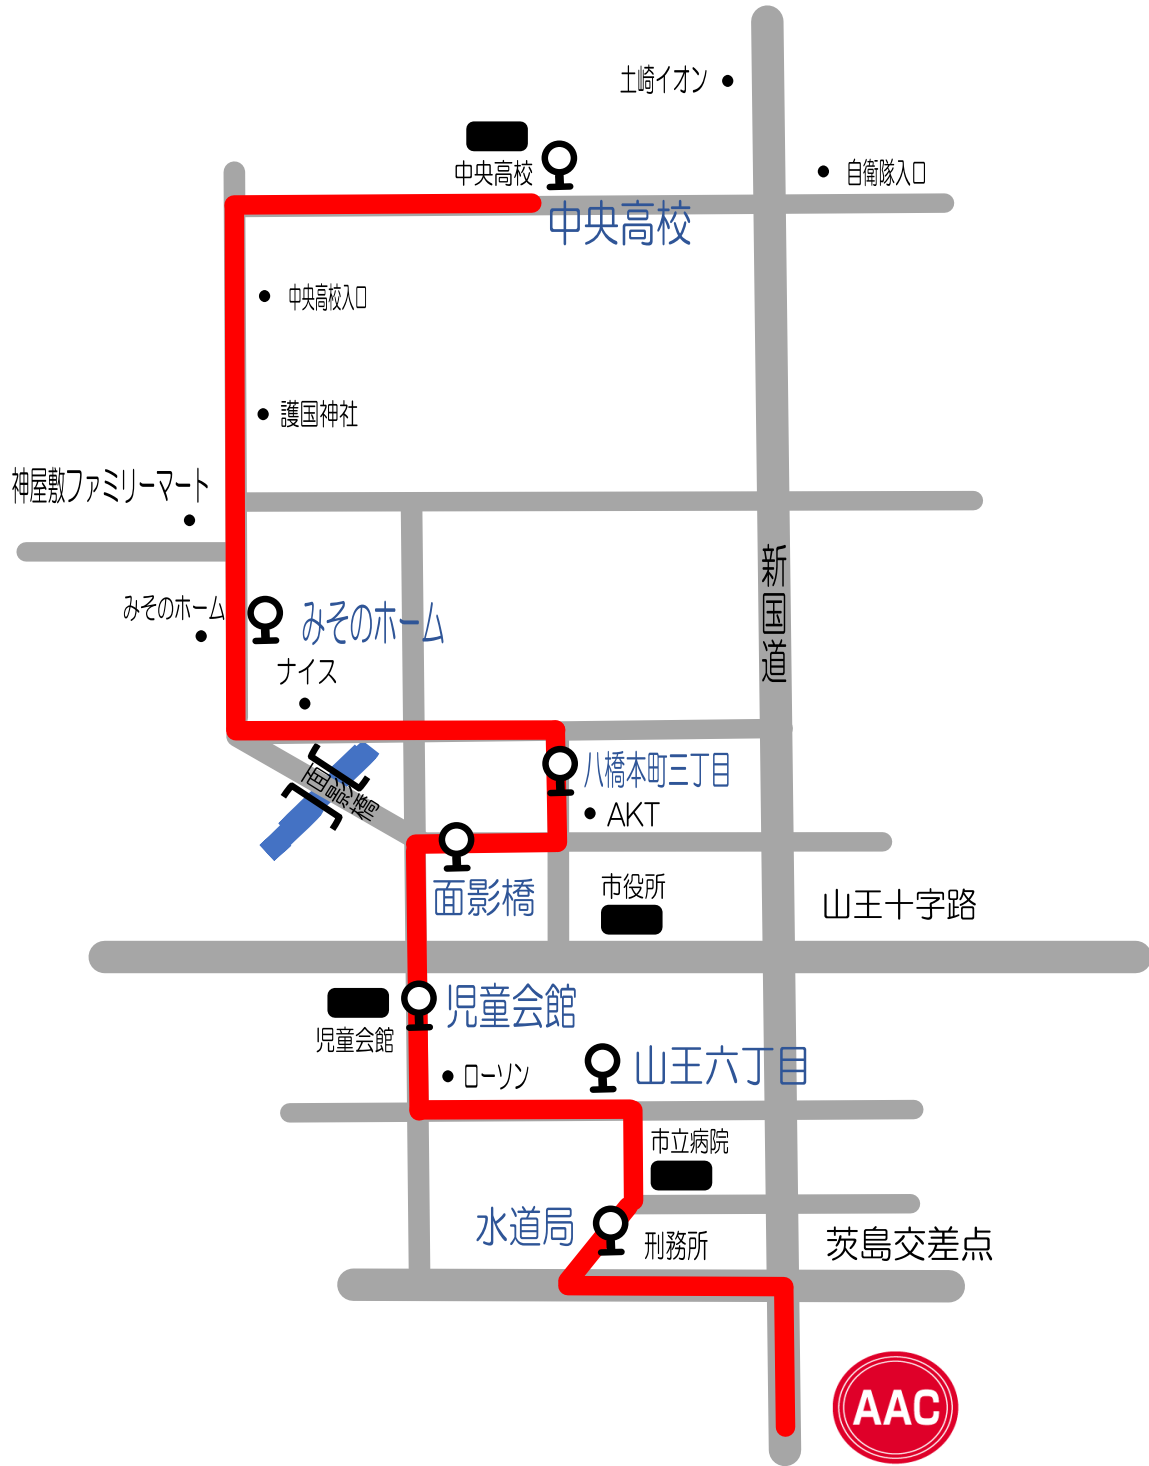 土崎イオン
中央高校
自衛隊入口
中央高校
中央高校入口
護国神社
神屋敷ファミリーマート
新国道
みそのホーム
みそのホーム
ナイス
面影橋
八橋本町三丁目
AKT
面影橋
市役所
山王十字路
児童会館
児童会館
山王六丁目
ローソン
市立病院
水道局
刑務所
茨島交差点
AAC